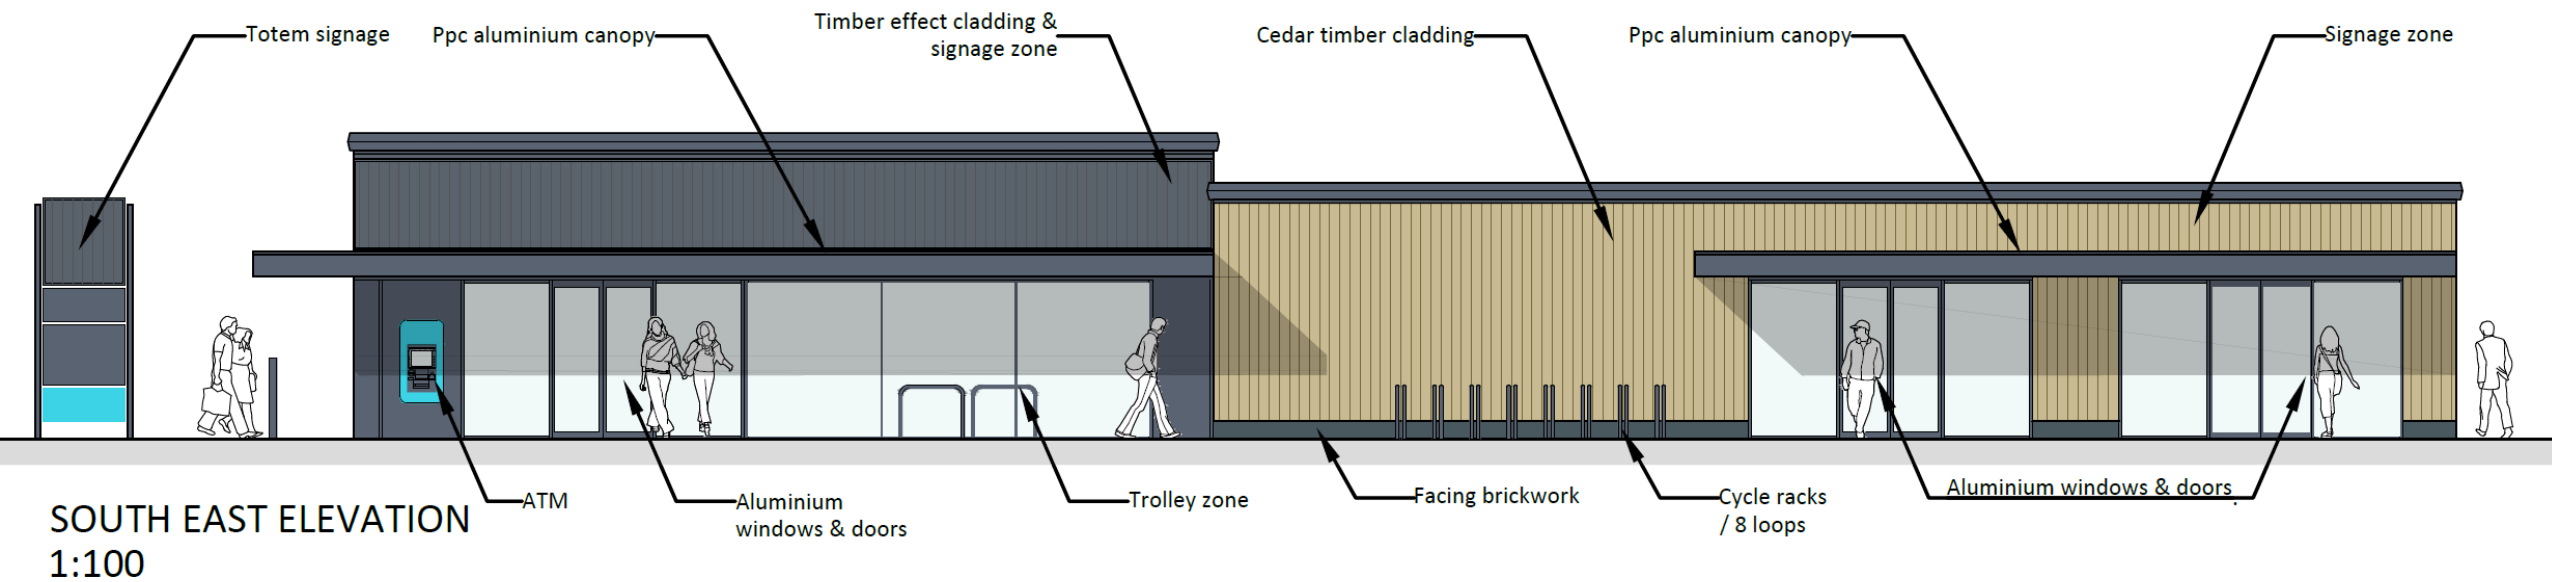 Totem signage
Ppc aluminium canopy
Timber effect cladding &
signage zone
Cedar timber cladding
Ppc aluminium canopy
Signage zone
ATM
Aluminium
windows & doors
Trolley zone
Facing brickwork
Cycle racks
/ 8 loops
Aluminium windows & doors
SOUTH EAST ELEVATION
1:100